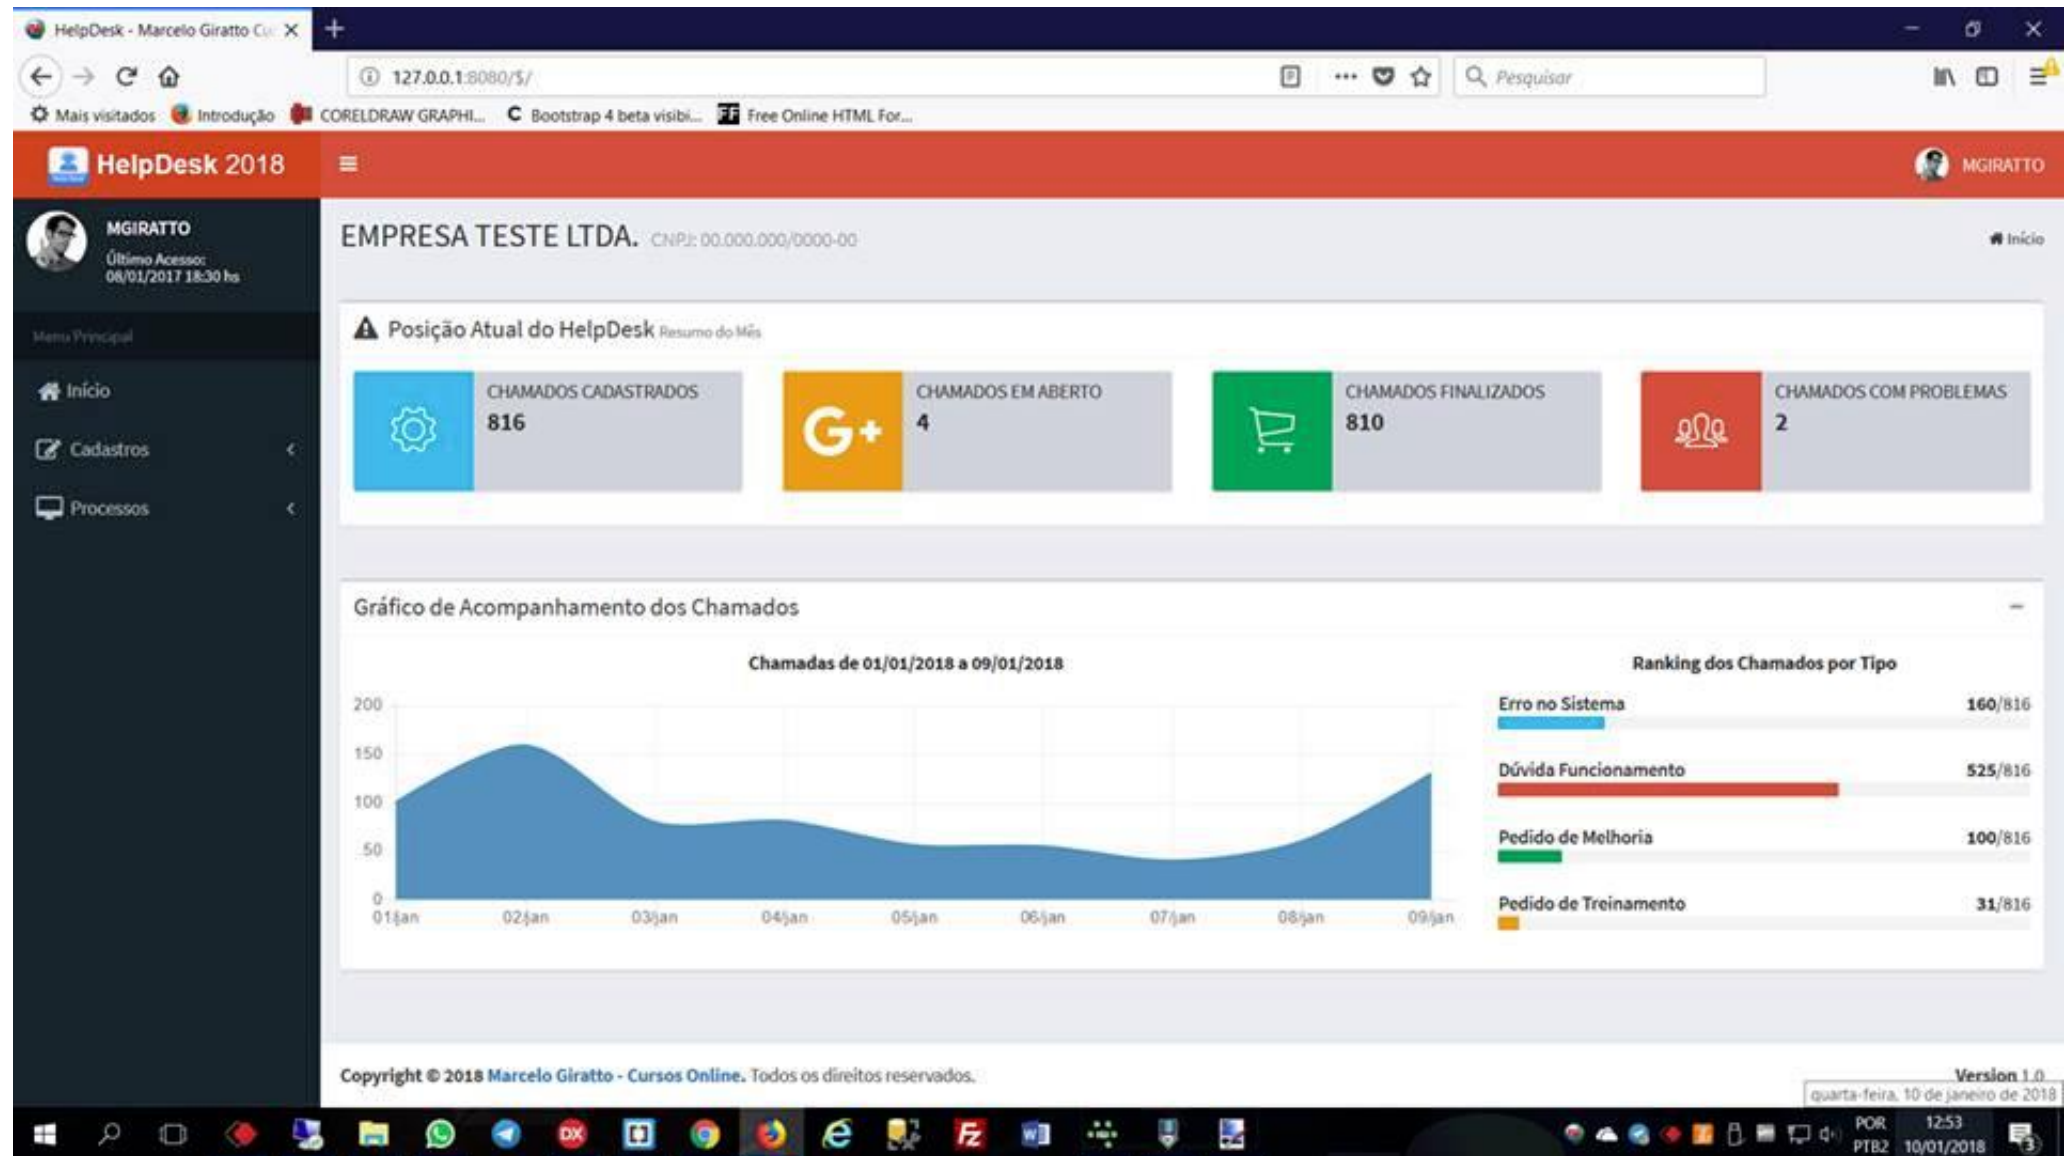 HelpDesk - Marcelo Giratto Cu
127.0.0.1:8080/$/
Pesquisar
Mais visitados Introdução CORELDRAW GRAPHI... Bootstrap 4 beta visibi... Free Online HTML For...
HelpDesk 2018
MGIRATTO
MGIRATTO
Último Acesso:
08/01/2017 18:30 hs
Menu Principal
Início
Cadastros
Processos
EMPRESA TESTE LTDA. CNPJ: 00.000.000/0000-00
Início
Posição Atual do HelpDesk Resumo do Mês
CHAMADOS CADASTRADOS
816
G+
CHAMADOS EM ABERTO
4
CHAMADOS FINALIZADOS
810
CHAMADOS COM PROBLEMAS
2
Gráfico de Acompanhamento dos Chamados
Chamadas de 01/01/2018 a 09/01/2018
200
150
100
50
0
01/jan 02/jan 03/jan 04/jan 05/jan 06/jan 07/jan 08/jan 09/jan
Ranking dos Chamados por Tipo
Erro no Sistema 160/816
Dúvida Funcionamento 525/816
Pedido de Melhoria 100/816
Pedido de Treinamento 31/816
Copyright © 2018 Marcelo Giratto - Cursos Online. Todos os direitos reservados.
Version 1.0
quarta-feira, 10 de janeiro de 2018
DX
Fz
POR
PTB2
12:53
10/01/2018
3